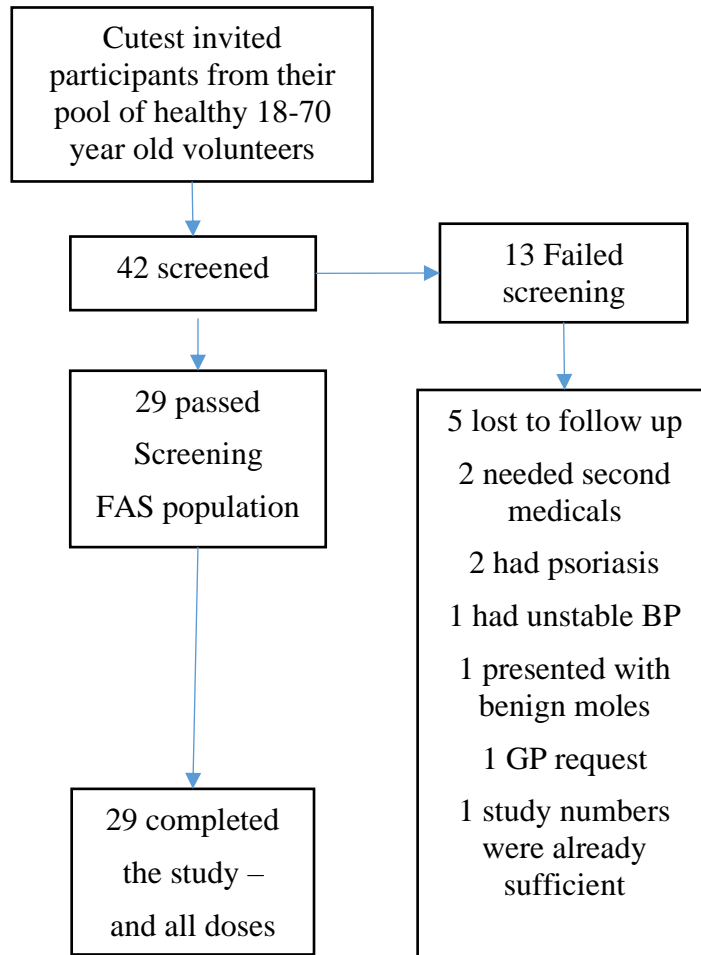 Cutest invited
participants from their
pool of healthy 18-70
year old volunteers
42 screened
13 Failed
screening
29 passed
Screening
FAS population
5 lost to follow up
2 needed second
medicals
2 had psoriasis
1 had unstable BP
1 presented with
benign moles
1 GP request
1 study numbers
were already
sufficient
29 completed
the study –
and all doses